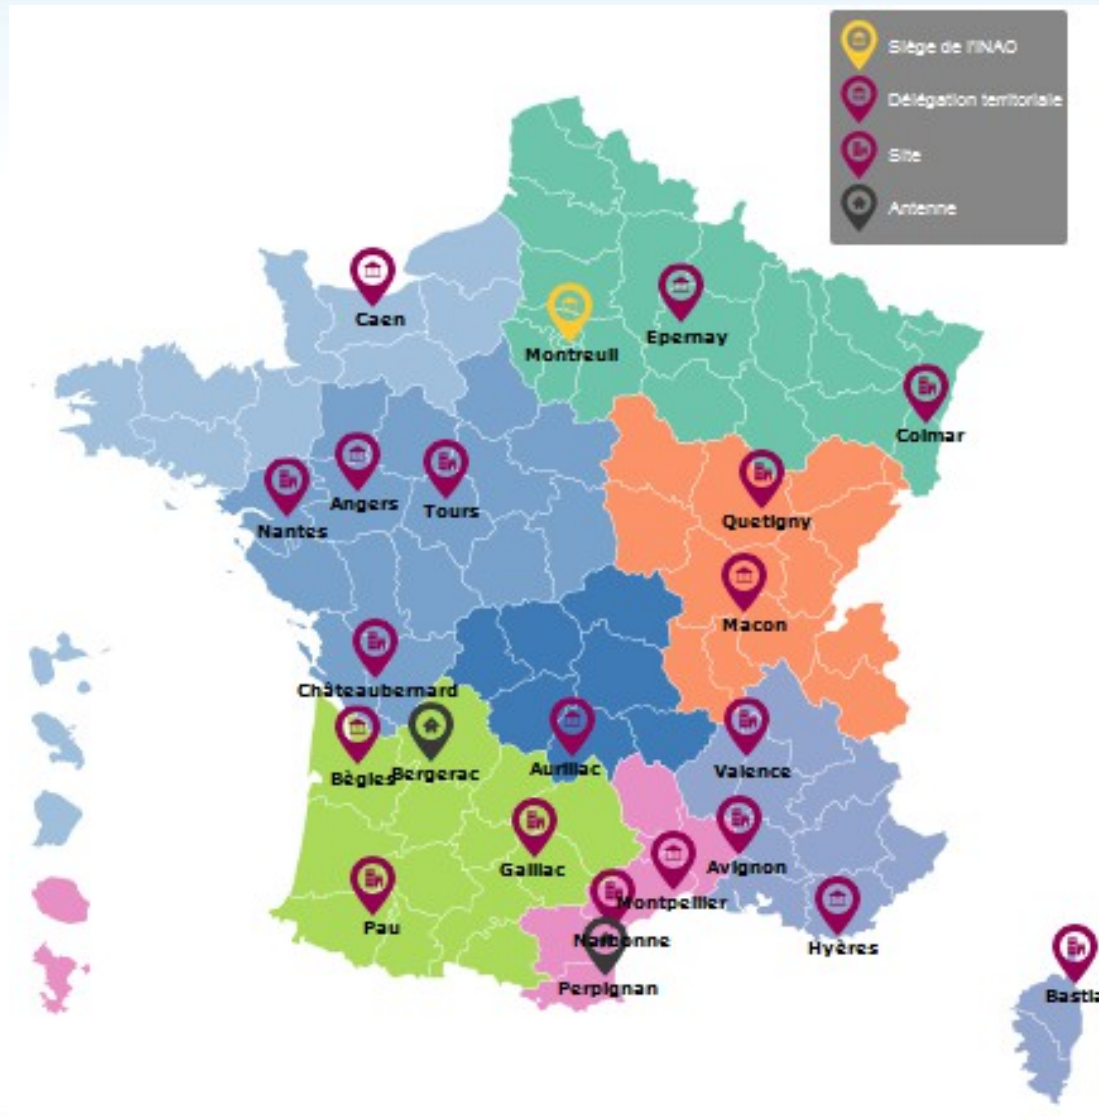 Siège de l'INAO
Délégation territoriale
Site
Antenne
Caen
Epernay
Montreuil
Colmar
Angers
Tours
Nantes
Quetigny
Macon
Châteaubernard
Bègles
Bergerac
Aurillac
Valence
Gaillac
Avignon
Montpellier
Pau
Narbonne
Hyères
Perpignan
Bastia